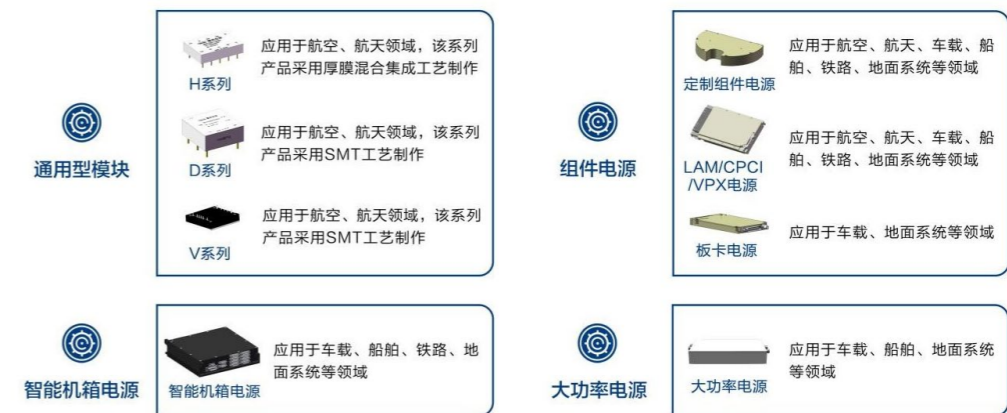 通用型模块
H系列
应用于航空、航天领域，该系列
产品采用厚膜混合集成工艺制作
D系列
应用于航空、航天领域，该系列
产品采用SMT工艺制作
V系列
应用于航空、航天领域，该系列
产品采用SMT工艺制作
组件电源
定制组件电源
应用于航空、航天、车载、船
舶、铁路、地面系统等领域
LAM/CPCI
/VPX电源
应用于航空、航天、车载、船
舶、铁路、地面系统等领域
板卡电源
应用于车载、地面系统等领域
智能机箱电源
智能机箱电源
应用于车载、船舶、铁路、地
面系统等领域
大功率电源
大功率电源
应用于车载、船舶、地面系统
等领域